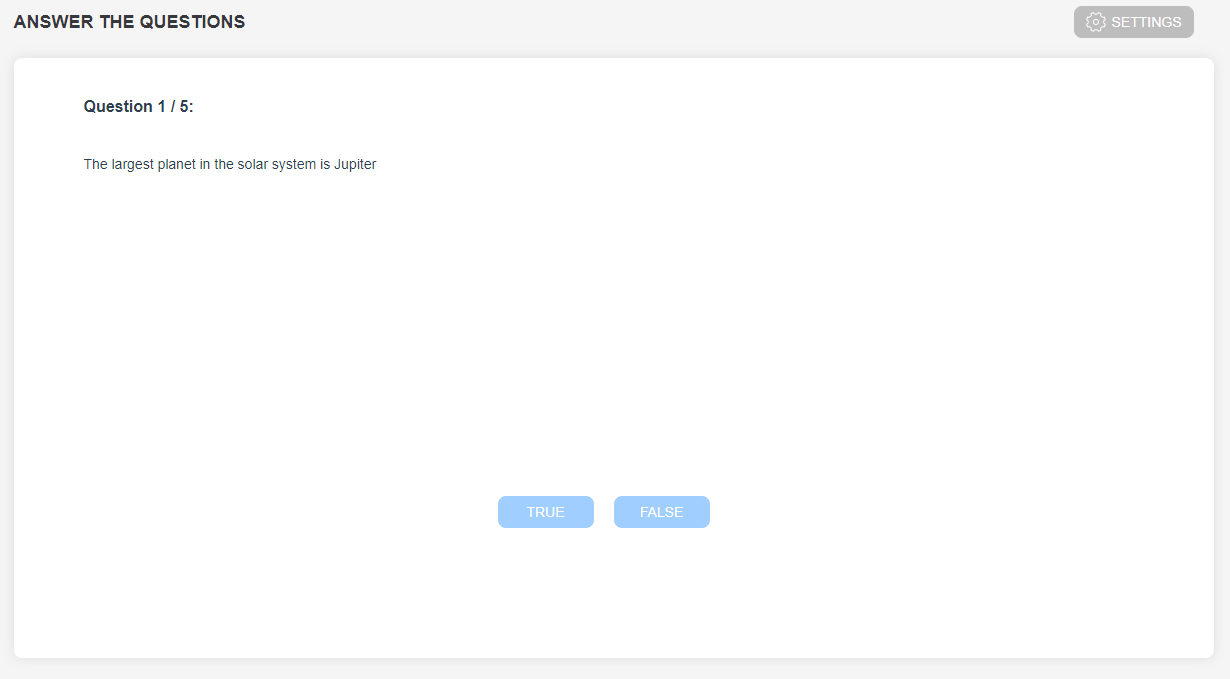 ANSWER THE QUESTIONS
SETTINGS
Question 1 / 5:
The largest planet in the solar system is Jupiter
TRUE
FALSE